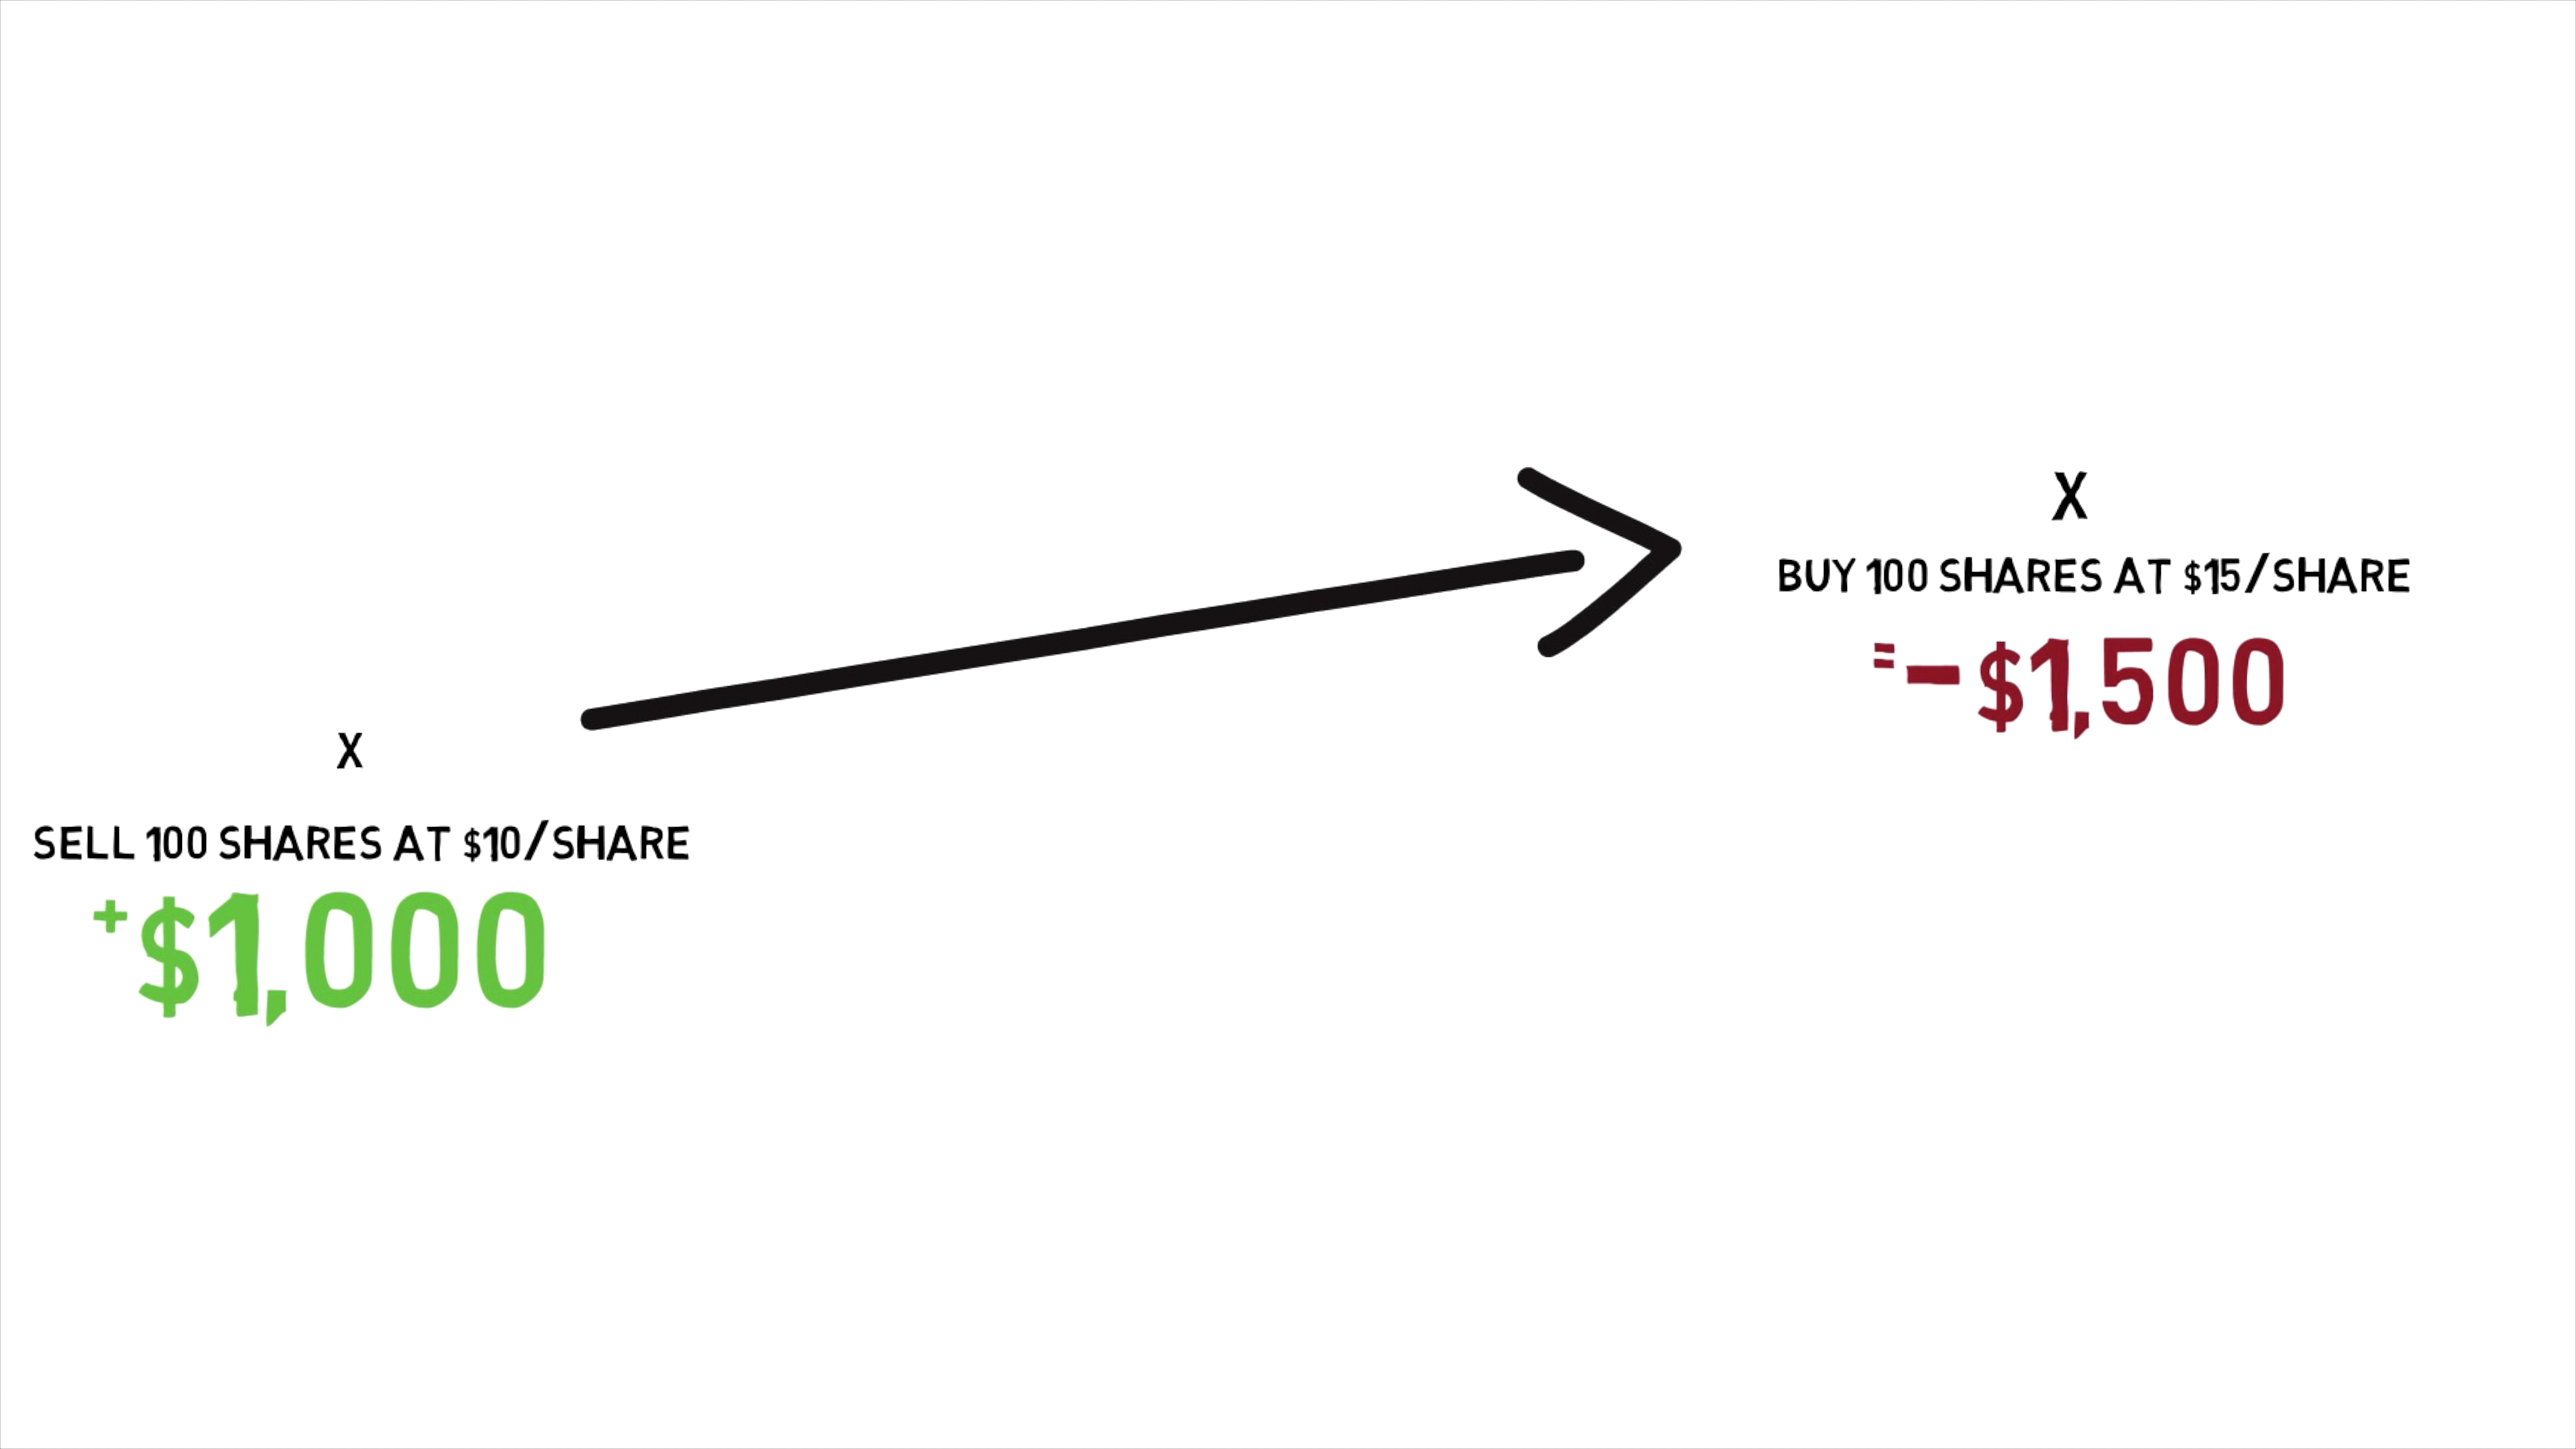 X
SELL 100 SHARES AT $10/SHARE
+$1,000
X
BUY 100 SHARES AT $15/SHARE
=-$1,500